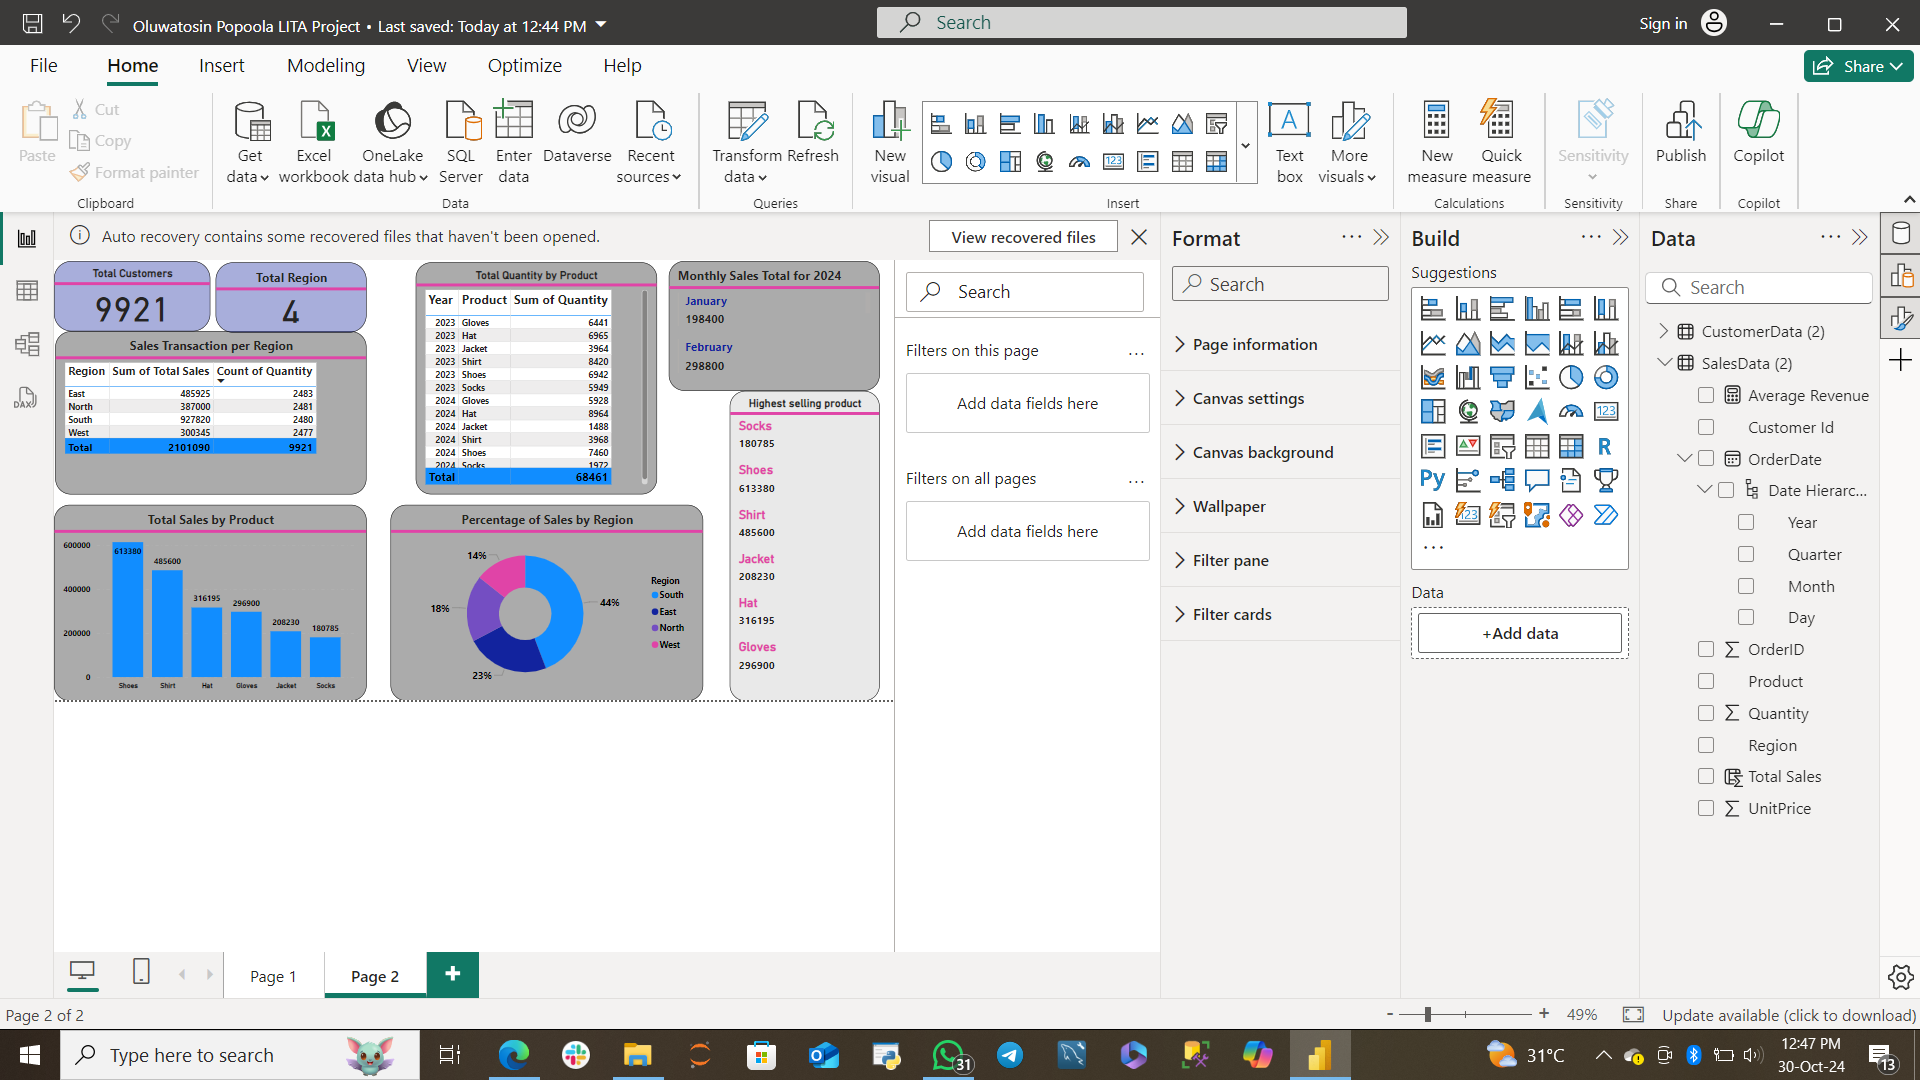 Oluwatosin Popoola LITA Project • Last saved: Today at 12:44 PM
Search
Sign in
File Home Insert Modeling View Optimize Help
Share
Paste
Cut
Copy
Format painter
Clipboard
Get data
Excel workbook
OneLake data hub
SQL Server
Enter data
Dataverse
Recent sources
Data
Transform data
Refresh
Queries
New visual
Text box
More visuals
Insert
New measure
Quick measure
Calculations
Sensitivity
Sensitivity
Publish
Share
Copilot
Copilot
Auto recovery contains some recovered files that haven't been opened.
View recovered files
Total Customers
9921
Total Region
4
Sales Transaction per Region
Region Sum of Total Sales Count of Quantity
East 485925 2483
North 387000 2481
South 927820 2480
West 300345 2477
Total 2101090 9921
Total Quantity by Product
Year Product Sum of Quantity
2023 Gloves 6441
2023 Hat 6965
2023 Jacket 3964
2023 Shirt 8420
2023 Shoes 6942
2023 Socks 5949
2024 Gloves 5928
2024 Hat 8964
2024 Jacket 1488
2024 Shirt 3968
2024 Shoes 7460
2024 Socks 1972
Total 68461
Monthly Sales Total for 2024
January
198400
February
298800
Highest selling product
Socks
180785
Shoes
613380
Shirt
485600
Jacket
208230
Hat
316195
Gloves
296900
Total Sales by Product
600000
400000
200000
0
613380
485600
316195
296900
208230
180785
Shoes Shirt Hat Gloves Jacket Socks
Percentage of Sales by Region
14%
18%
44%
23%
Region
South
East
North
West
Search
Filters on this page
...
Add data fields here
Filters on all pages
...
Add data fields here
Format
Search
Page information
Canvas settings
Canvas background
Wallpaper
Filter pane
Filter cards
Build
Suggestions
R
Py
123
...
Data
+Add data
Data
Search
CustomerData (2)
SalesData (2)
Average Revenue
Customer Id
OrderDate
Date Hierarc...
Year
Quarter
Month
Day
OrderID
Product
Quantity
Region
Total Sales
UnitPrice
Page 1
Page 2
+
Page 2 of 2
- + 49%
Update available (click to download)
Type here to search
31
31°C
12:47 PM
30-Oct-24
13